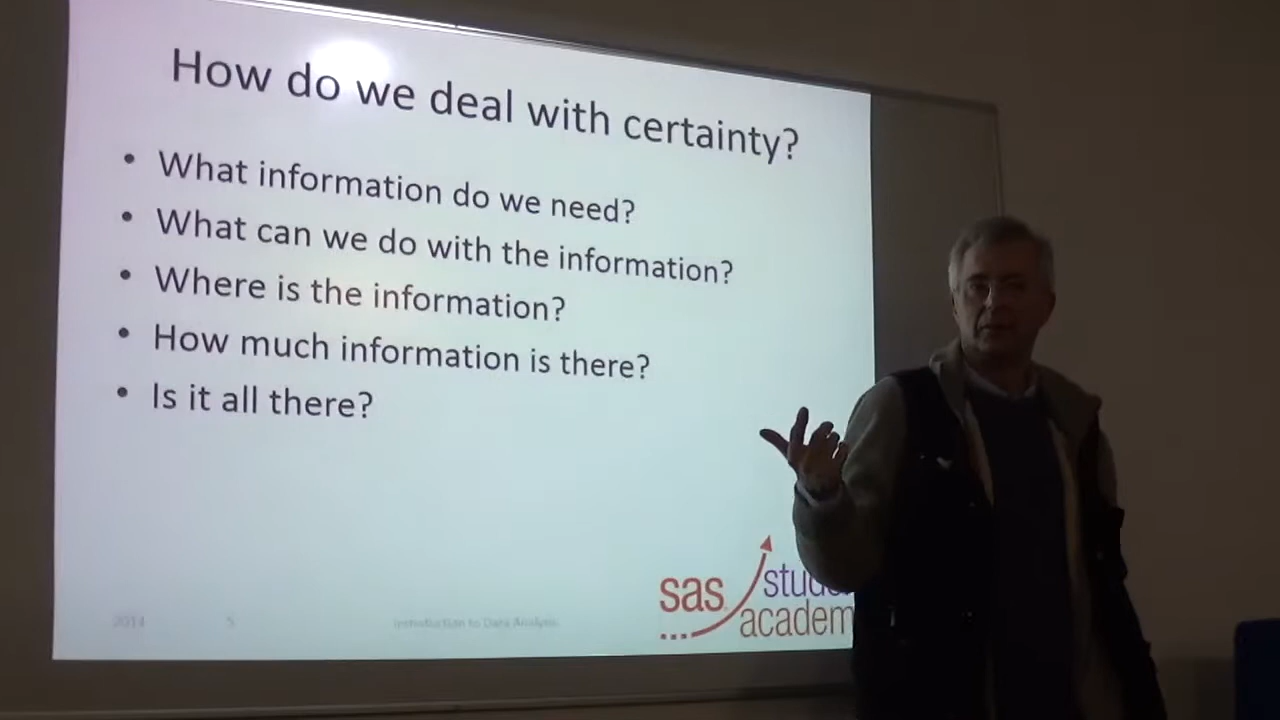 How do we deal with certainty?
• What information do we need?
• What can we do with the information?
• Where is the information?
• How much information is there?
• Is it all there?
2014 5 Introduction to Data Analysis
sas stude
academ